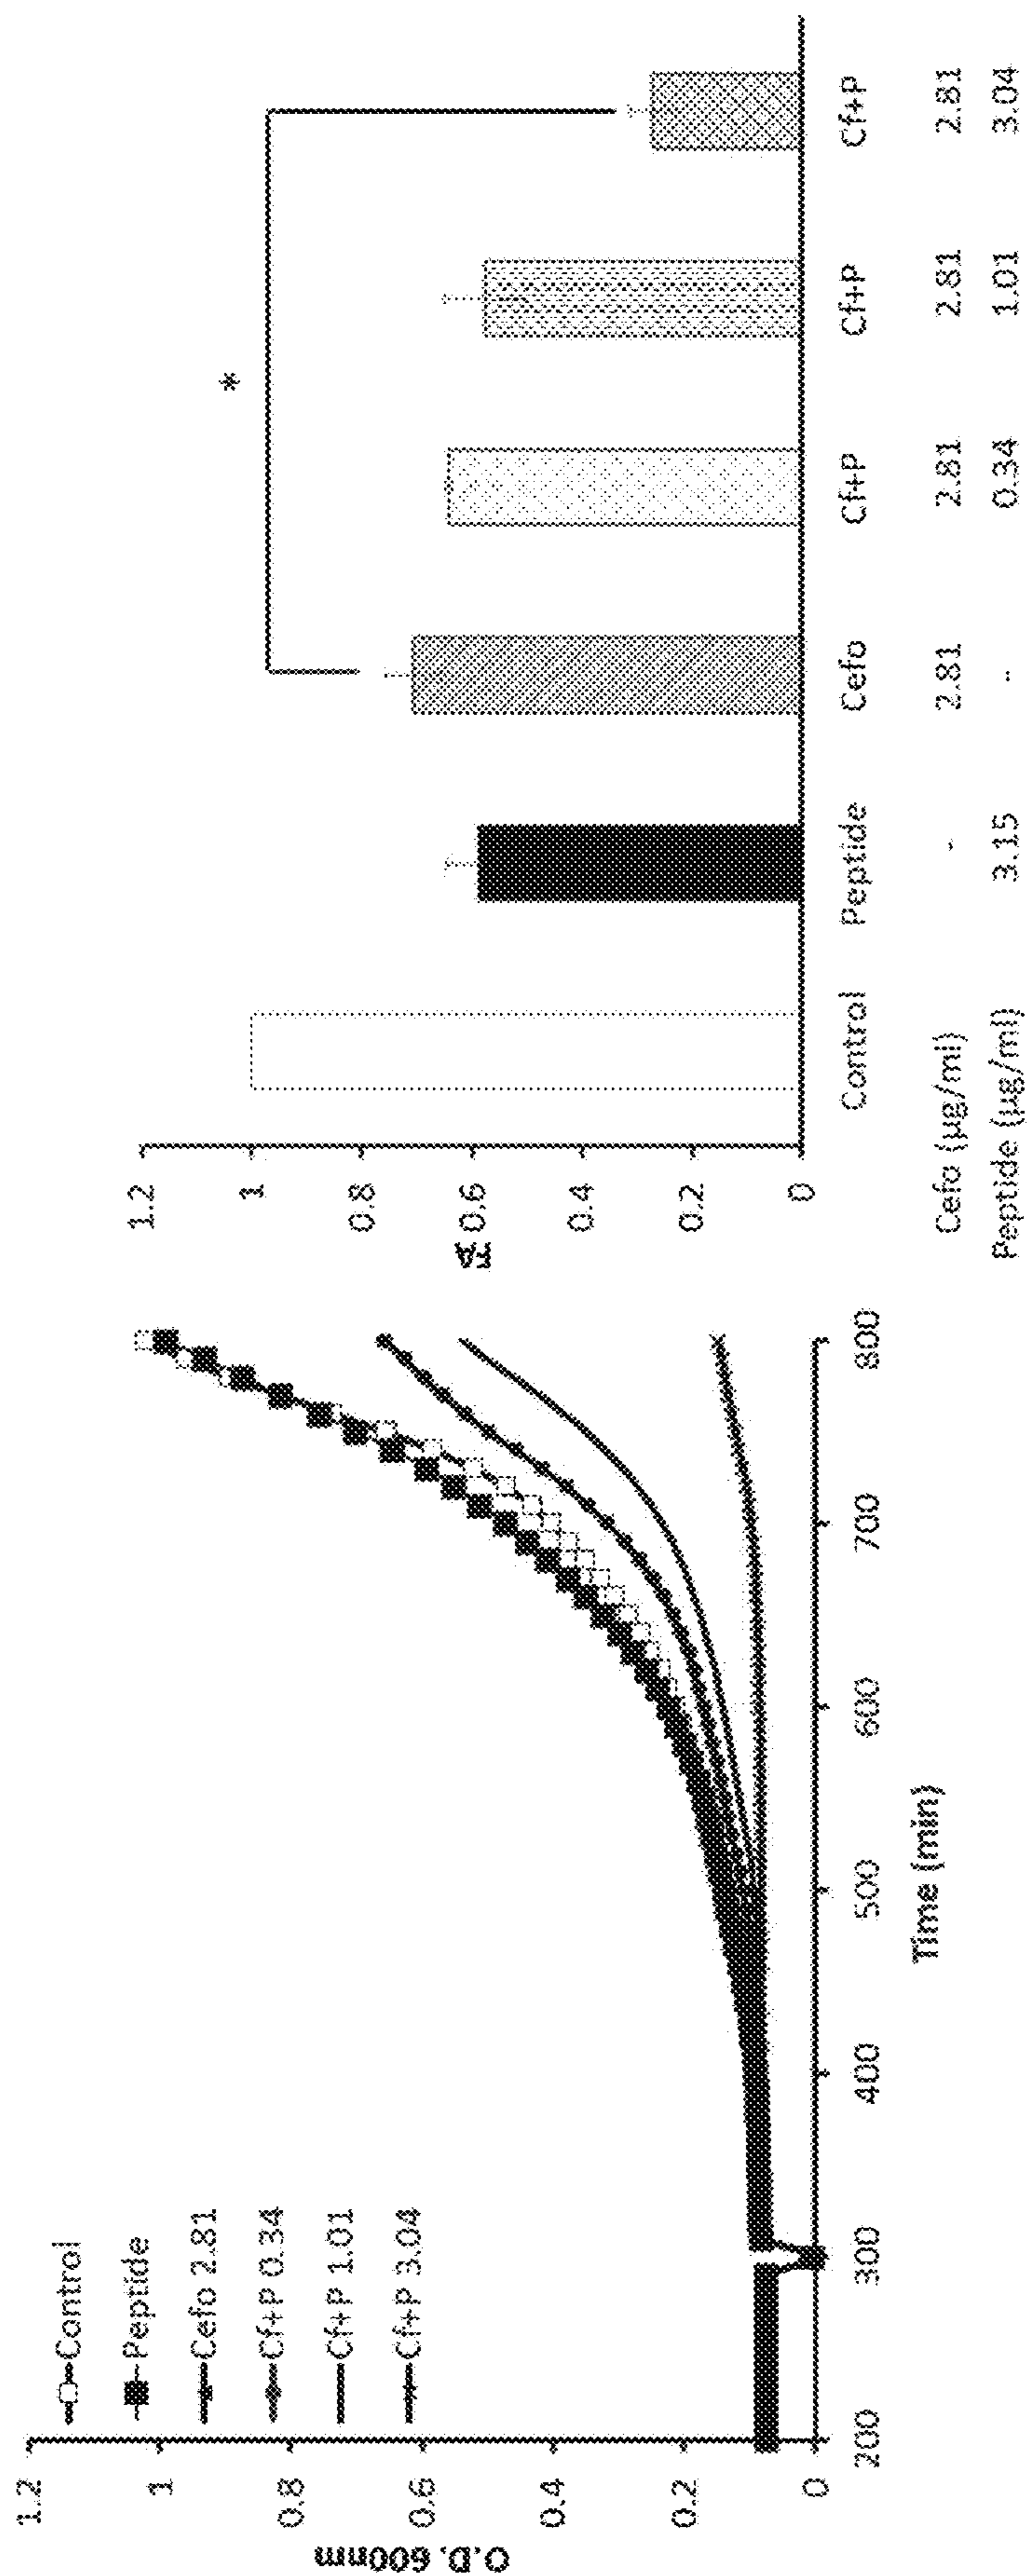 1.2
1
0.8
0.6
0.4
0.2
0
O.D. 600nm
Control
Peptide
Cefo 2.81
Cf+P 0.34
Cf+P 1.01
Cf+P 3.04
200 300 400 500 600 700 800
Time (min)
1.2
1
0.8
0.6
0.4
0.2
0
FA
*
Control Peptide Cefo Cf+P Cf+P Cf+P
Cefo (µg/ml) - 2.81 2.81 2.81 2.81
Peptide (µg/ml) 3.15 - 0.34 1.01 3.04